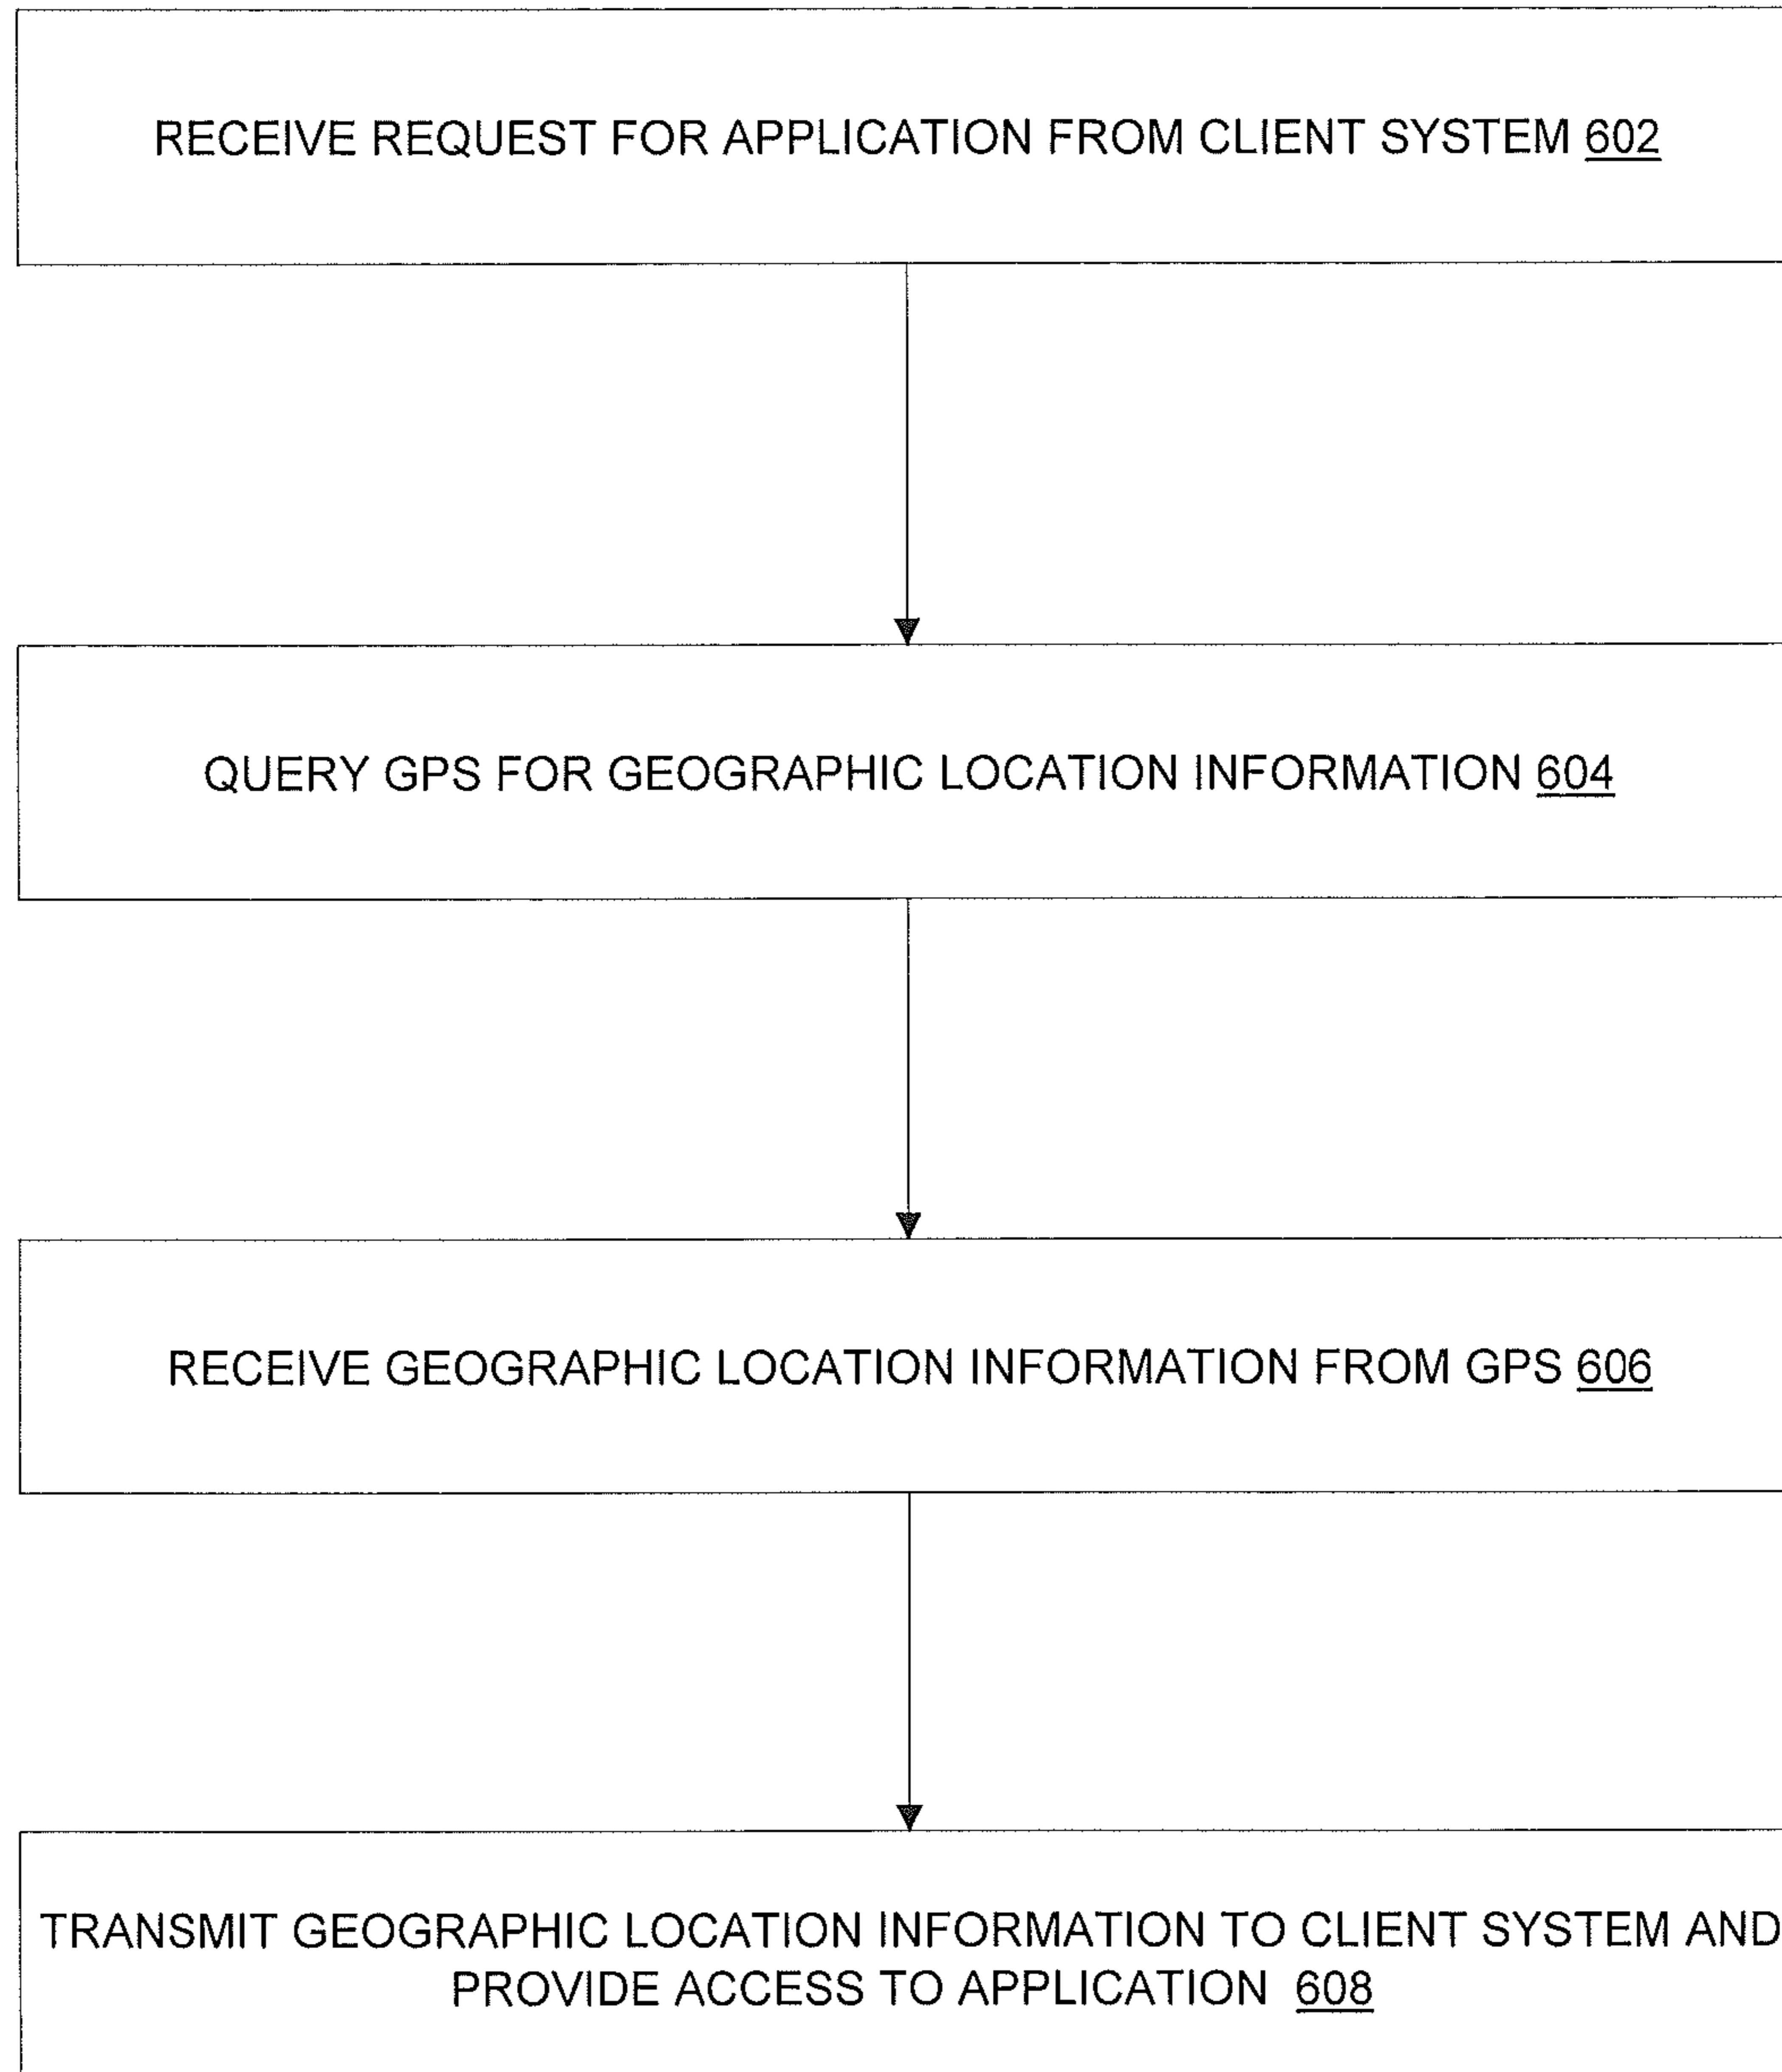 RECEIVE REQUEST FOR APPLICATION FROM CLIENT SYSTEM 602
QUERY GPS FOR GEOGRAPHIC LOCATION INFORMATION 604
RECEIVE GEOGRAPHIC LOCATION INFORMATION FROM GPS 606
TRANSMIT GEOGRAPHIC LOCATION INFORMATION TO CLIENT SYSTEM AND
PROVIDE ACCESS TO APPLICATION 608